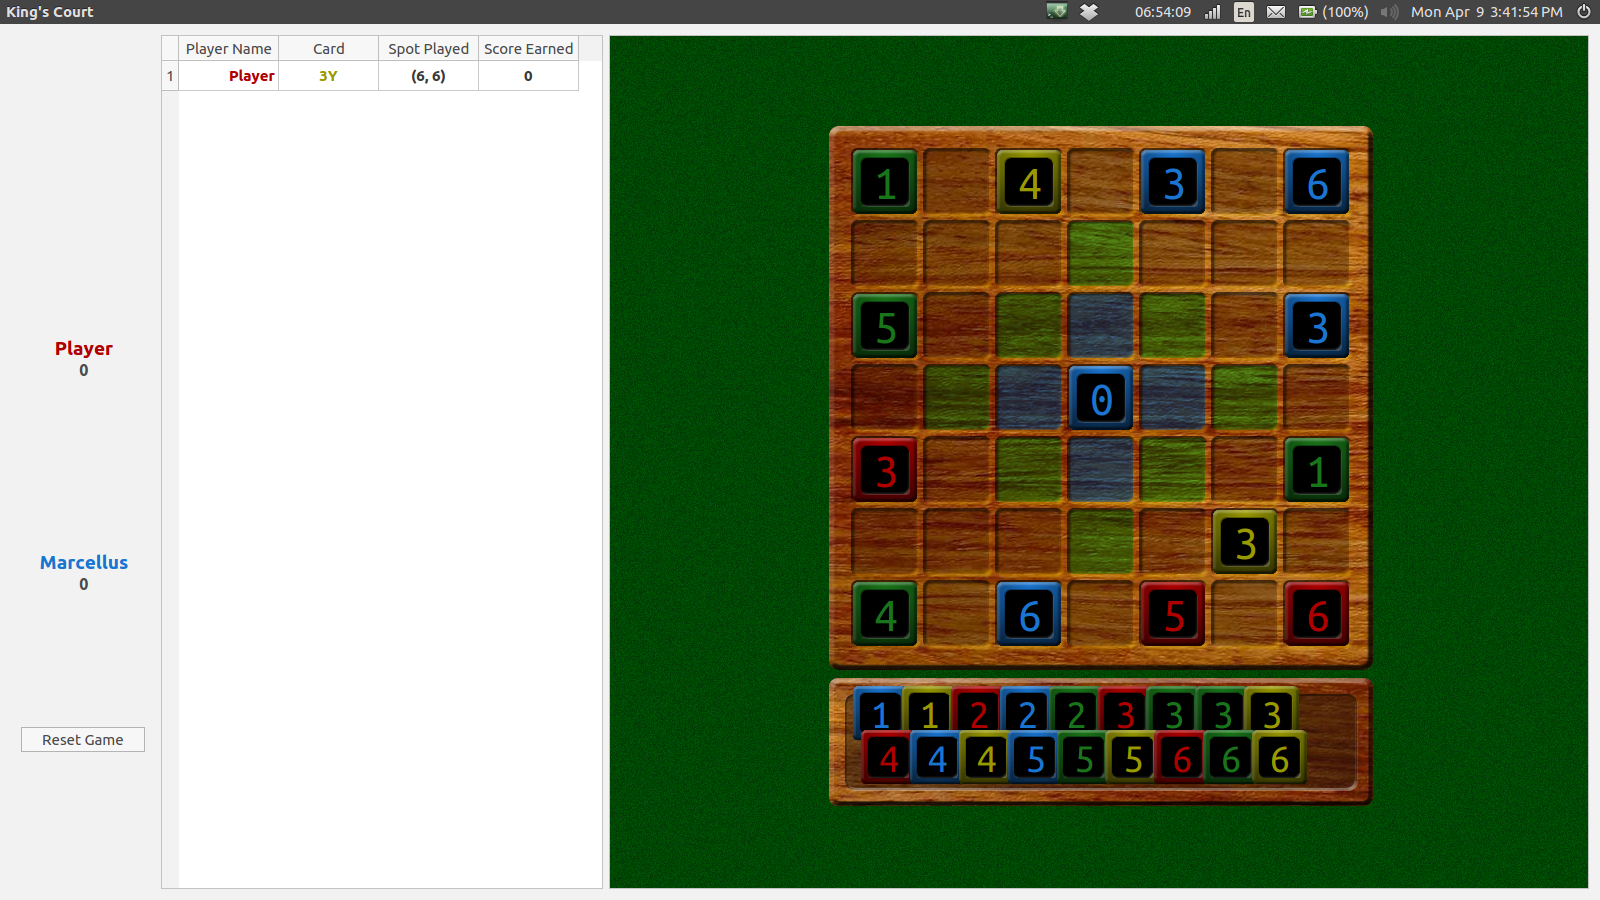 King's Court
06:54:09 En (100%) Mon Apr 9 3:41:54 PM
Player Name Card Spot Played Score Earned
1 Player 3Y (6, 6) 0
Player
0
Marcellus
0
Reset Game
1 4 3 6
5 3
0
3 1
3
4 6 5 6
1 1 2 2 2 3 3 3 3
4 4 4 5 5 5 6 6 6